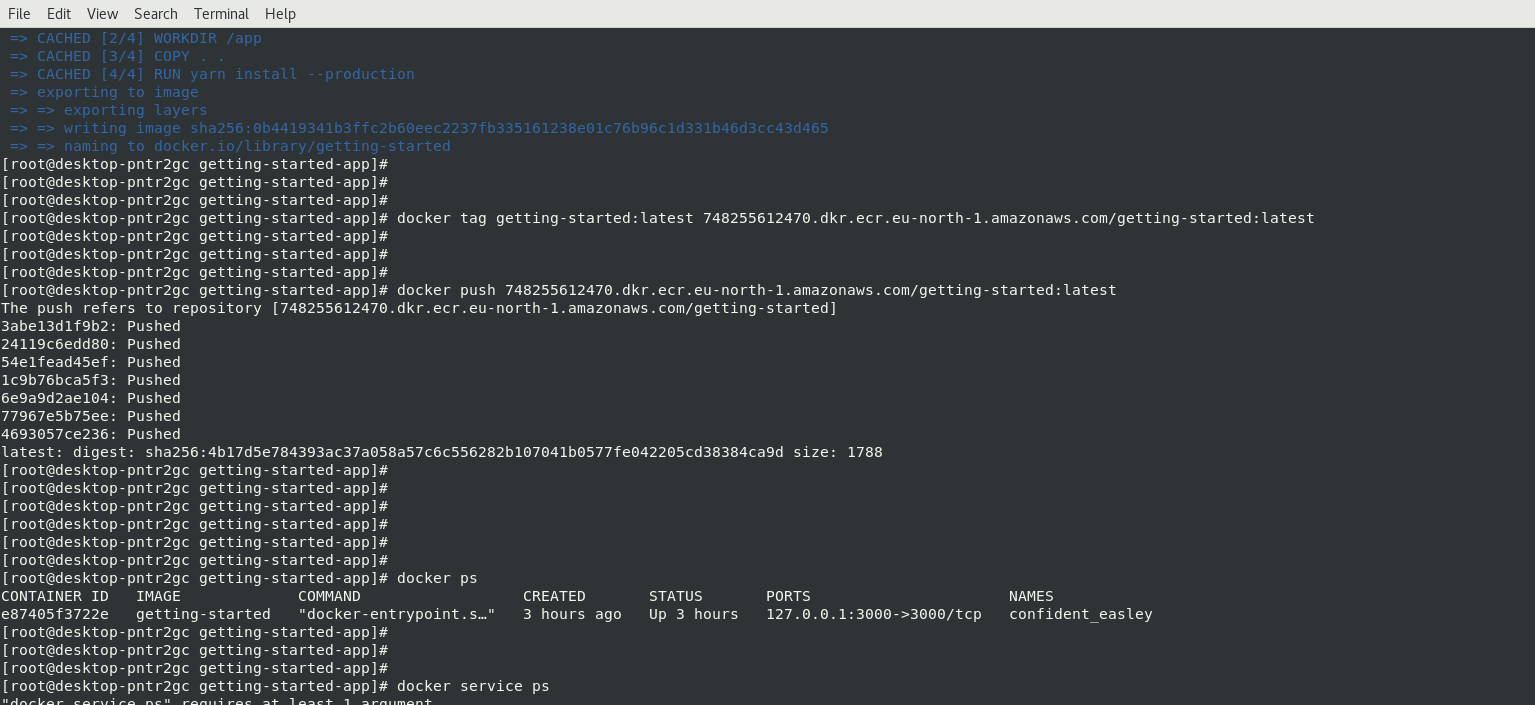 File Edit View Search Terminal Help
=> CACHED [2/4] WORKDIR /app
=> CACHED [3/4] COPY . .
=> CACHED [4/4] RUN yarn install --production
=> exporting to image
=> => exporting layers
=> => writing image sha256:0b4419341b3ffc2b60eec2237fb335161238e01c76b96c1d331b46d3cc43d465
=> => naming to docker.io/library/getting-started
[root@desktop-pntr2gc getting-started-app]#
[root@desktop-pntr2gc getting-started-app]#
[root@desktop-pntr2gc getting-started-app]#
[root@desktop-pntr2gc getting-started-app]# docker tag getting-started:latest 748255612470.dkr.ecr.eu-north-1.amazonaws.com/getting-started:latest
[root@desktop-pntr2gc getting-started-app]#
[root@desktop-pntr2gc getting-started-app]#
[root@desktop-pntr2gc getting-started-app]#
[root@desktop-pntr2gc getting-started-app]# docker push 748255612470.dkr.ecr.eu-north-1.amazonaws.com/getting-started:latest
The push refers to repository [748255612470.dkr.ecr.eu-north-1.amazonaws.com/getting-started]
3abe13d1f9b2: Pushed
24119c6edd80: Pushed
54e1fead45ef: Pushed
1c9b76bca5f3: Pushed
6e9a9d2ae104: Pushed
77967e5b75ee: Pushed
4693057ce236: Pushed
latest: digest: sha256:4b17d5e784393ac37a058a57c6c556282b107041b0577fe042205cd38384ca9d size: 1788
[root@desktop-pntr2gc getting-started-app]#
[root@desktop-pntr2gc getting-started-app]#
[root@desktop-pntr2gc getting-started-app]#
[root@desktop-pntr2gc getting-started-app]#
[root@desktop-pntr2gc getting-started-app]#
[root@desktop-pntr2gc getting-started-app]#
[root@desktop-pntr2gc getting-started-app]# docker ps
CONTAINER ID   IMAGE             COMMAND                  CREATED       STATUS       PORTS                      NAMES
e87405f3722e   getting-started   "docker-entrypoint.s…"   3 hours ago   Up 3 hours   127.0.0.1:3000->3000/tcp   confident_easley
[root@desktop-pntr2gc getting-started-app]#
[root@desktop-pntr2gc getting-started-app]#
[root@desktop-pntr2gc getting-started-app]#
[root@desktop-pntr2gc getting-started-app]# docker service ps
"docker service ps" requires at least 1 argument.